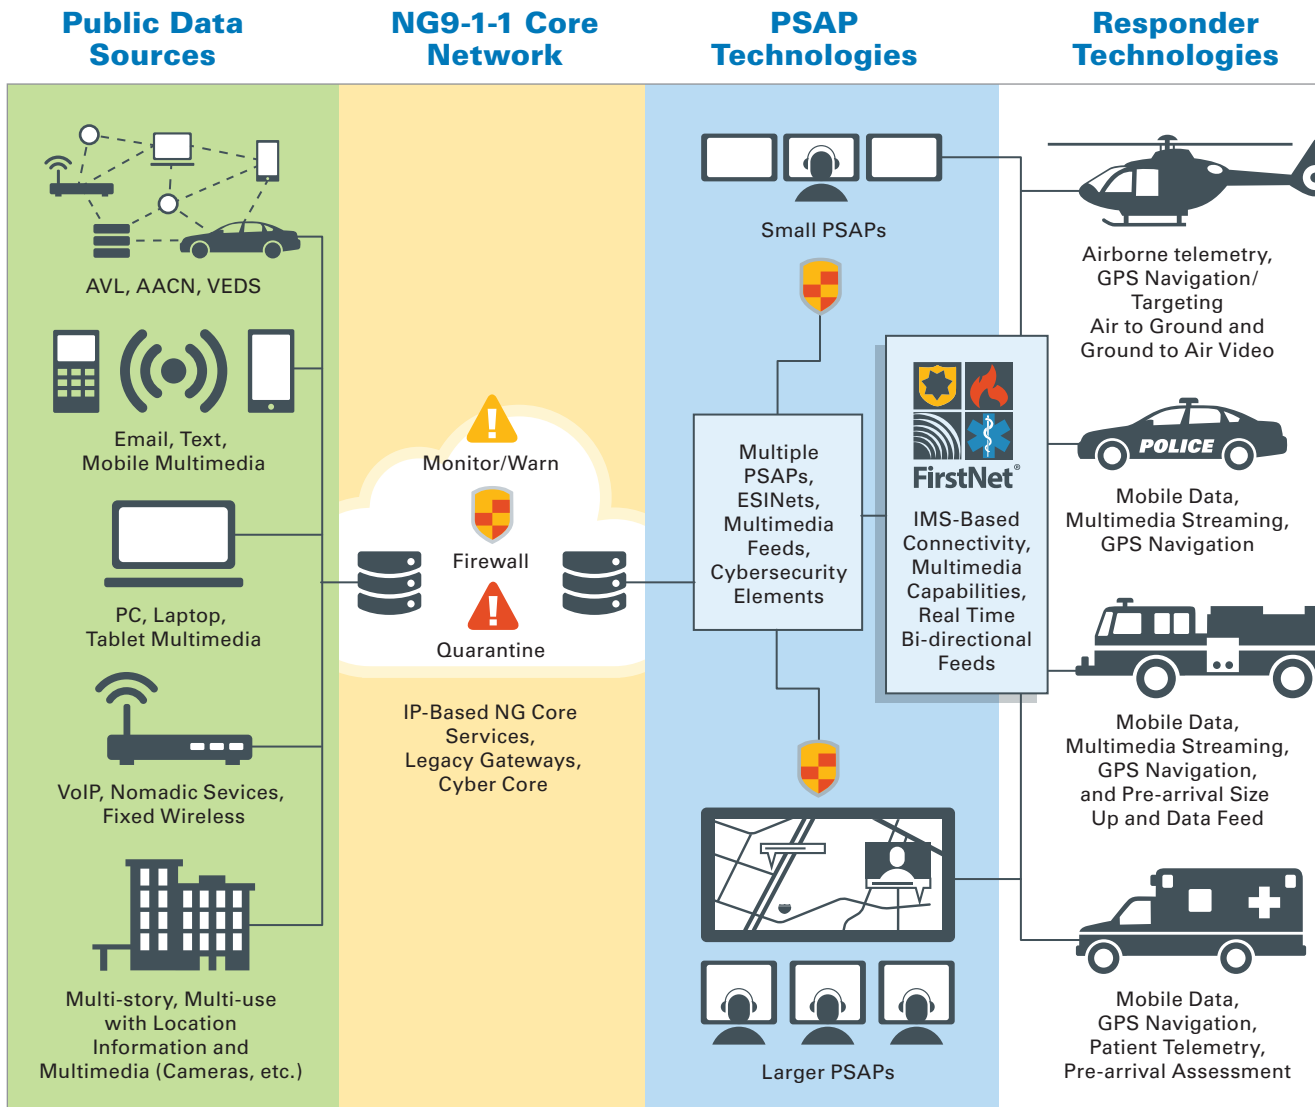 Public Data
Sources
NG9-1-1 Core
Network
PSAP
Technologies
Responder
Technologies
AVL, AACN, VEDS
Email, Text,
Mobile Multimedia
PC, Laptop,
Tablet Multimedia
VoIP, Nomadic Sevices,
Fixed Wireless
Multi-story, Multi-use
with Location
Information and
Multimedia (Cameras, etc.)
Monitor/Warn
Firewall
Quarantine
IP-Based NG Core
Services,
Legacy Gateways,
Cyber Core
Small PSAPs
Multiple
PSAPs,
ESINets,
Multimedia
Feeds,
Cybersecurity
Elements
FirstNet®
IMS-Based
Connectivity,
Multimedia
Capabilities,
Real Time
Bi-directional
Feeds
Larger PSAPs
Airborne telemetry,
GPS Navigation/
Targeting
Air to Ground and
Ground to Air Video
POLICE
Mobile Data,
Multimedia Streaming,
GPS Navigation
Mobile Data,
Multimedia Streaming,
GPS Navigation,
and Pre-arrival Size
Up and Data Feed
Mobile Data,
GPS Navigation,
Patient Telemetry,
Pre-arrival Assessment